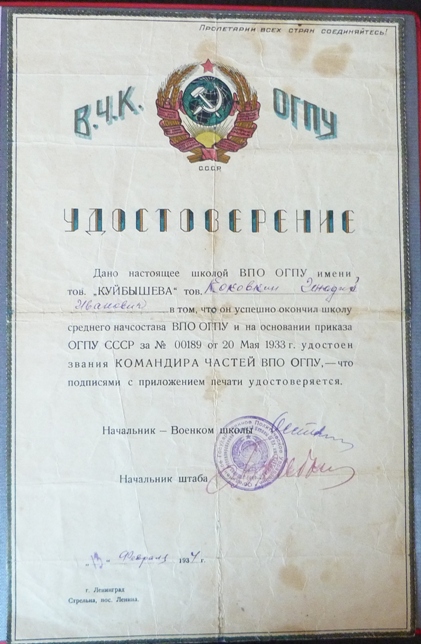 Пролетарии всех стран соединяйтесь!
В.Ч.К. ОГПУ
СССР
УДОСТОВЕРЕНИЕ
Дано настоящее школой ВПО ОГПУ имени
тов. „КУЙБЫШЕВА" тов.
Иванович в том, что он успешно окончил школу
среднего начсостава ВПО ОГПУ и на основании приказа
ОГПУ СССР за № 00189 от 20 Мая 1933 г. удостоен
звания КОМАНДИРА ЧАСТЕЙ ВПО ОГПУ,—что
подписями с приложением печати удостоверяется.
Начальник — Военком школы
Начальник штаба
Февраля 1934 г.
г. Ленинград
Стрельна, пос. Ленина.